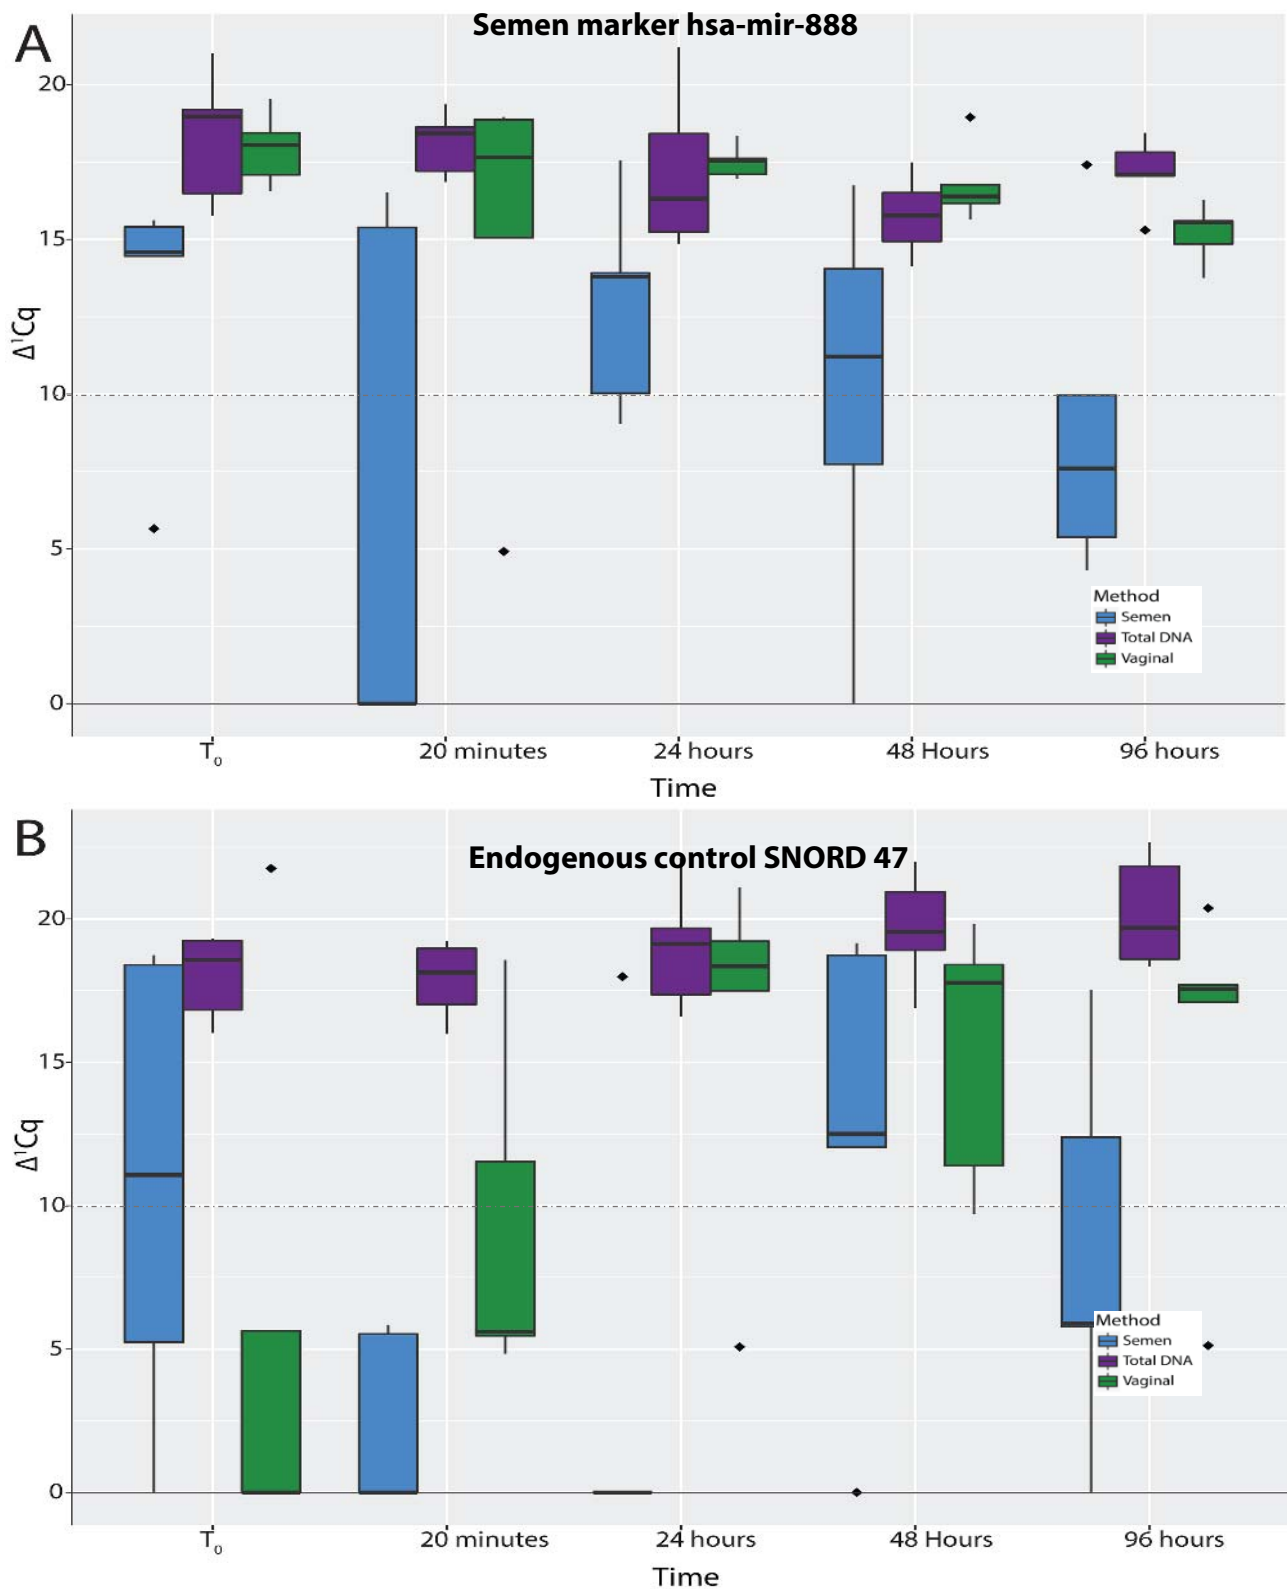 A
Semen marker hsa-mir-888
20
15
10
5
0
Δ¹Cq
Method
Semen
Total DNA
Vaginal
T₀ 20 minutes 24 hours 48 Hours 96 hours
Time
B
Endogenous control SNORD 47
20
15
10
5
0
Δ¹Cq
Method
Semen
Total DNA
Vaginal
T₀ 20 minutes 24 hours 48 Hours 96 hours
Time